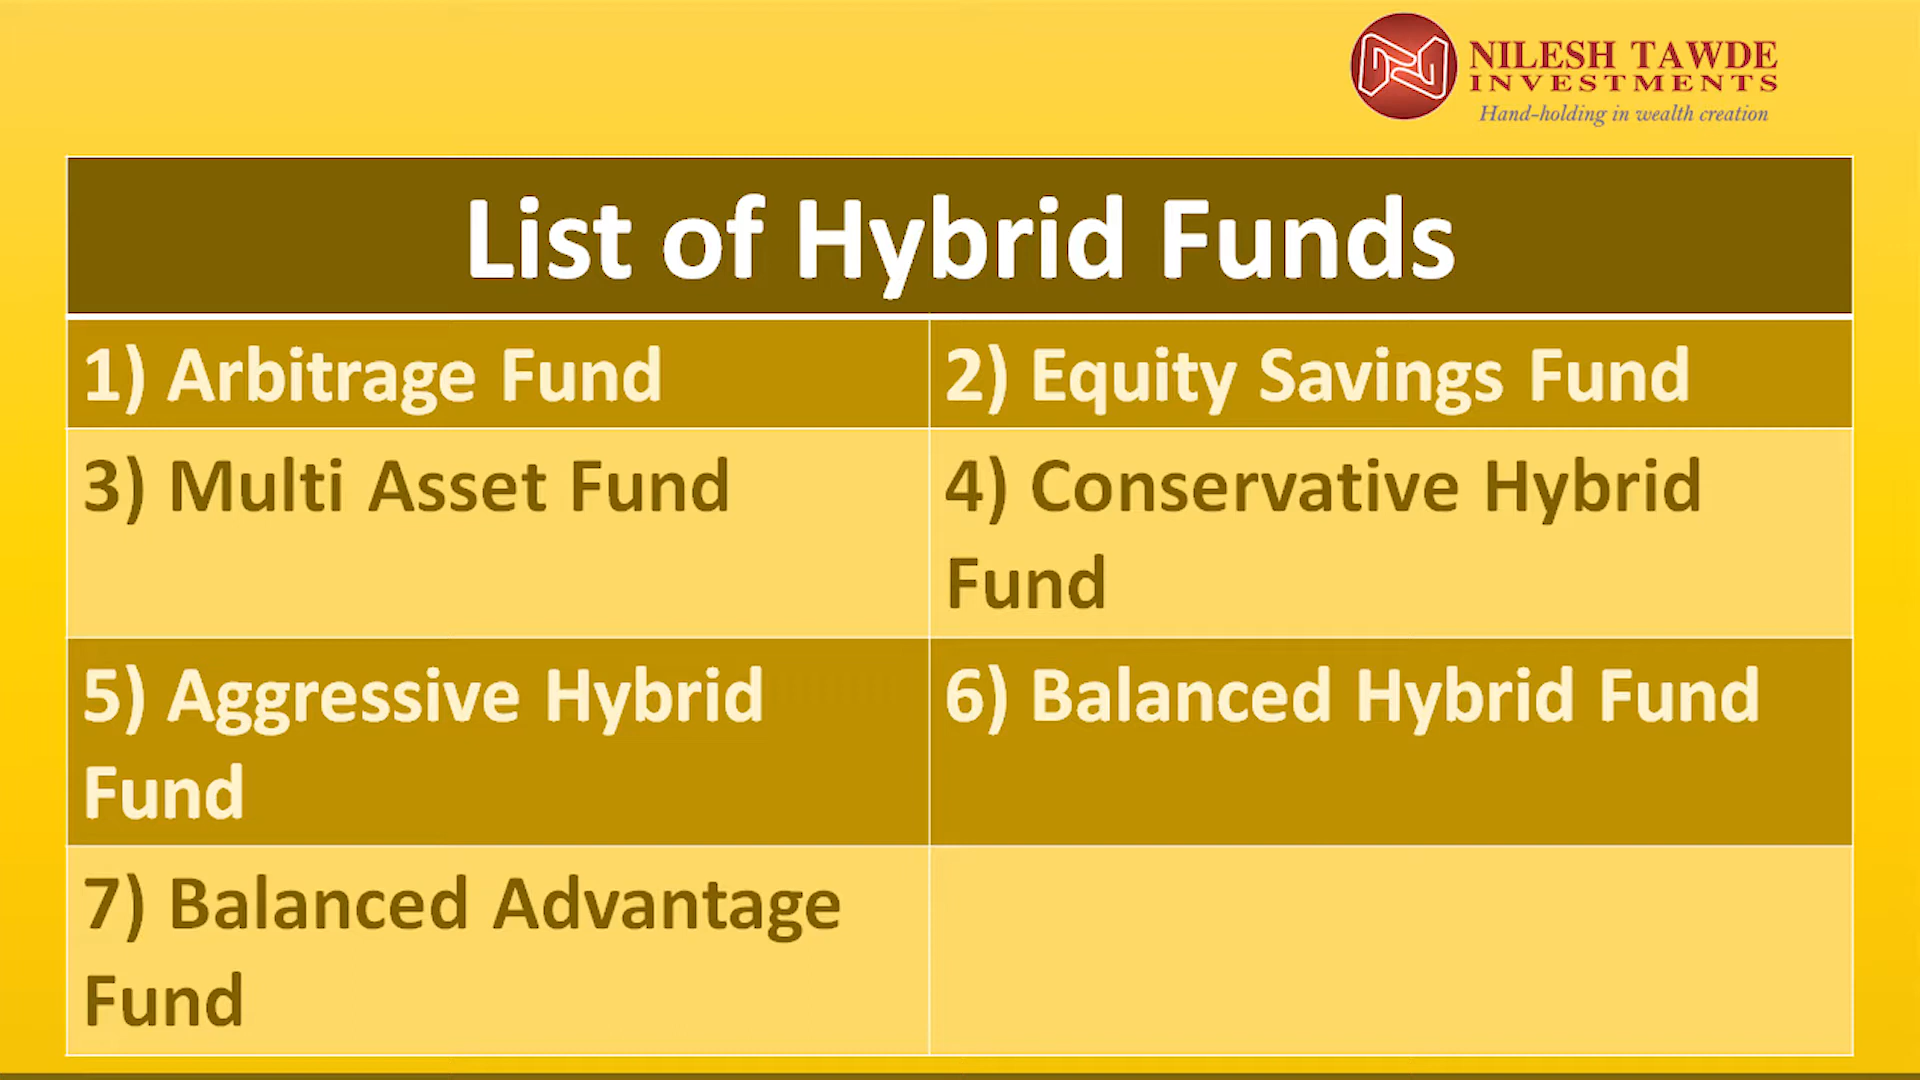 NILESH TAWDE
INVESTMENTS
Hand-holding in wealth creation
List of Hybrid Funds
1) Arbitrage Fund
2) Equity Savings Fund
3) Multi Asset Fund
4) Conservative Hybrid
Fund
5) Aggressive Hybrid
Fund
6) Balanced Hybrid Fund
7) Balanced Advantage
Fund